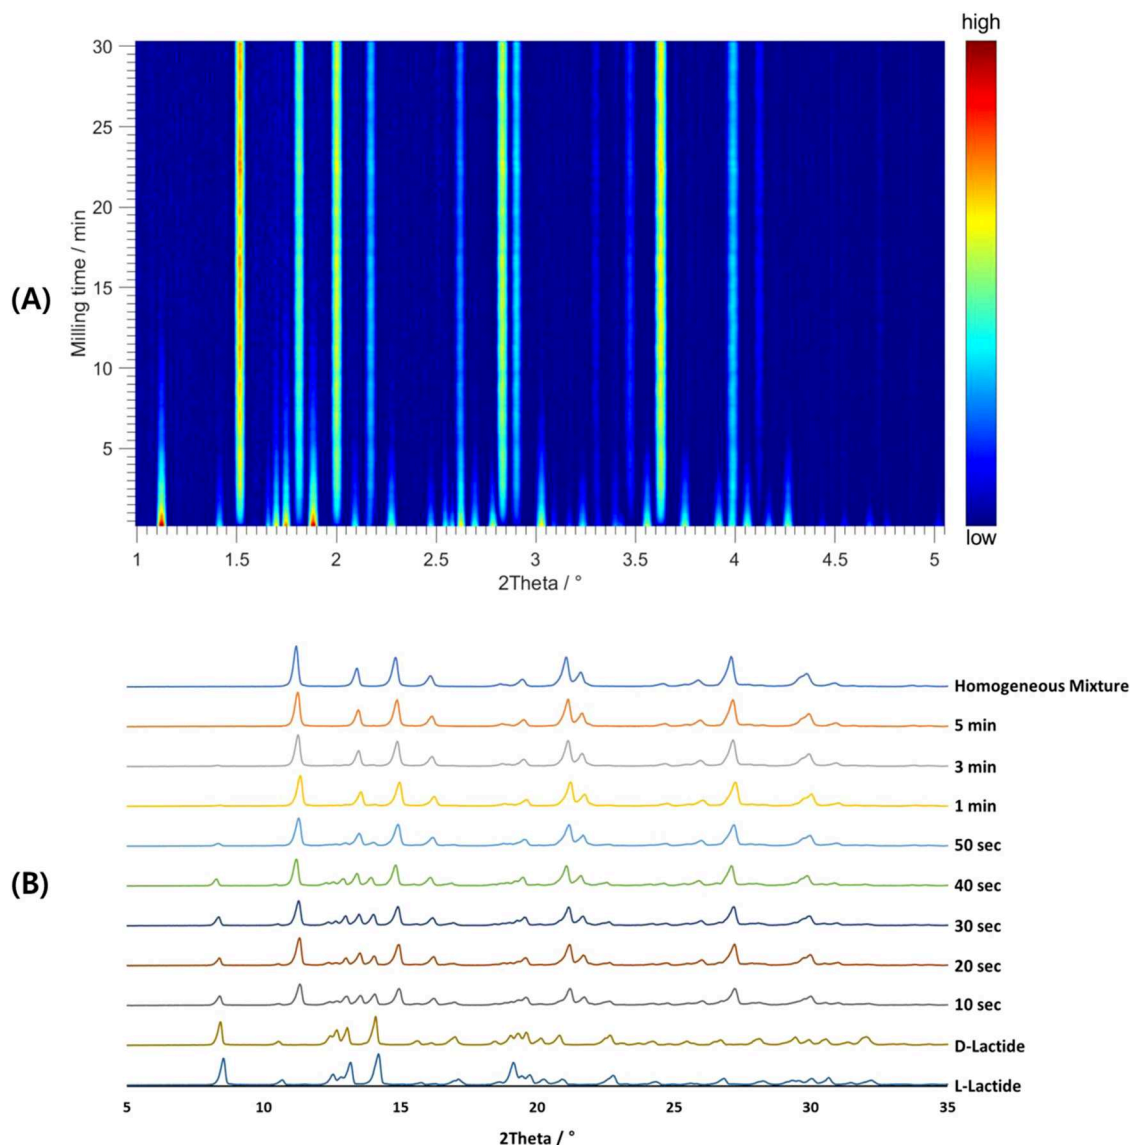 high
30
25
20
15
10
5
Milling time / min
(A)
low
1 1.5 2 2.5 3 3.5 4 4.5 5
2Theta / °
Homogeneous Mixture
5 min
3 min
1 min
50 sec
(B)
40 sec
30 sec
20 sec
10 sec
D-Lactide
L-Lactide
5 10 15 20 25 30 35
2Theta / °